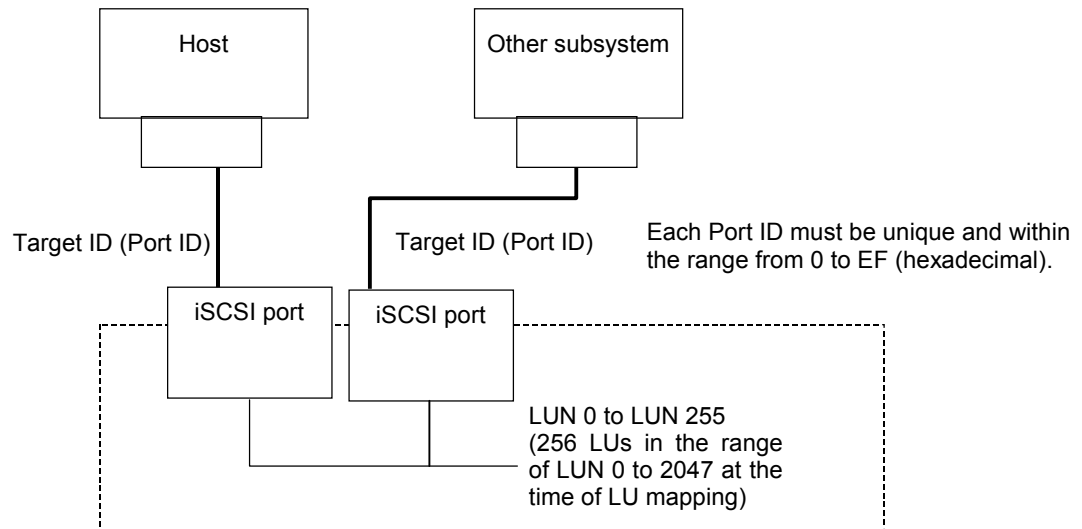 Host
Other subsystem
Target ID (Port ID)
Target ID (Port ID)
Each Port ID must be unique and within
the range from 0 to EF (hexadecimal).
iSCSI port
iSCSI port
LUN 0 to LUN 255
(256 LUs in the range
of LUN 0 to 2047 at the
time of LU mapping)